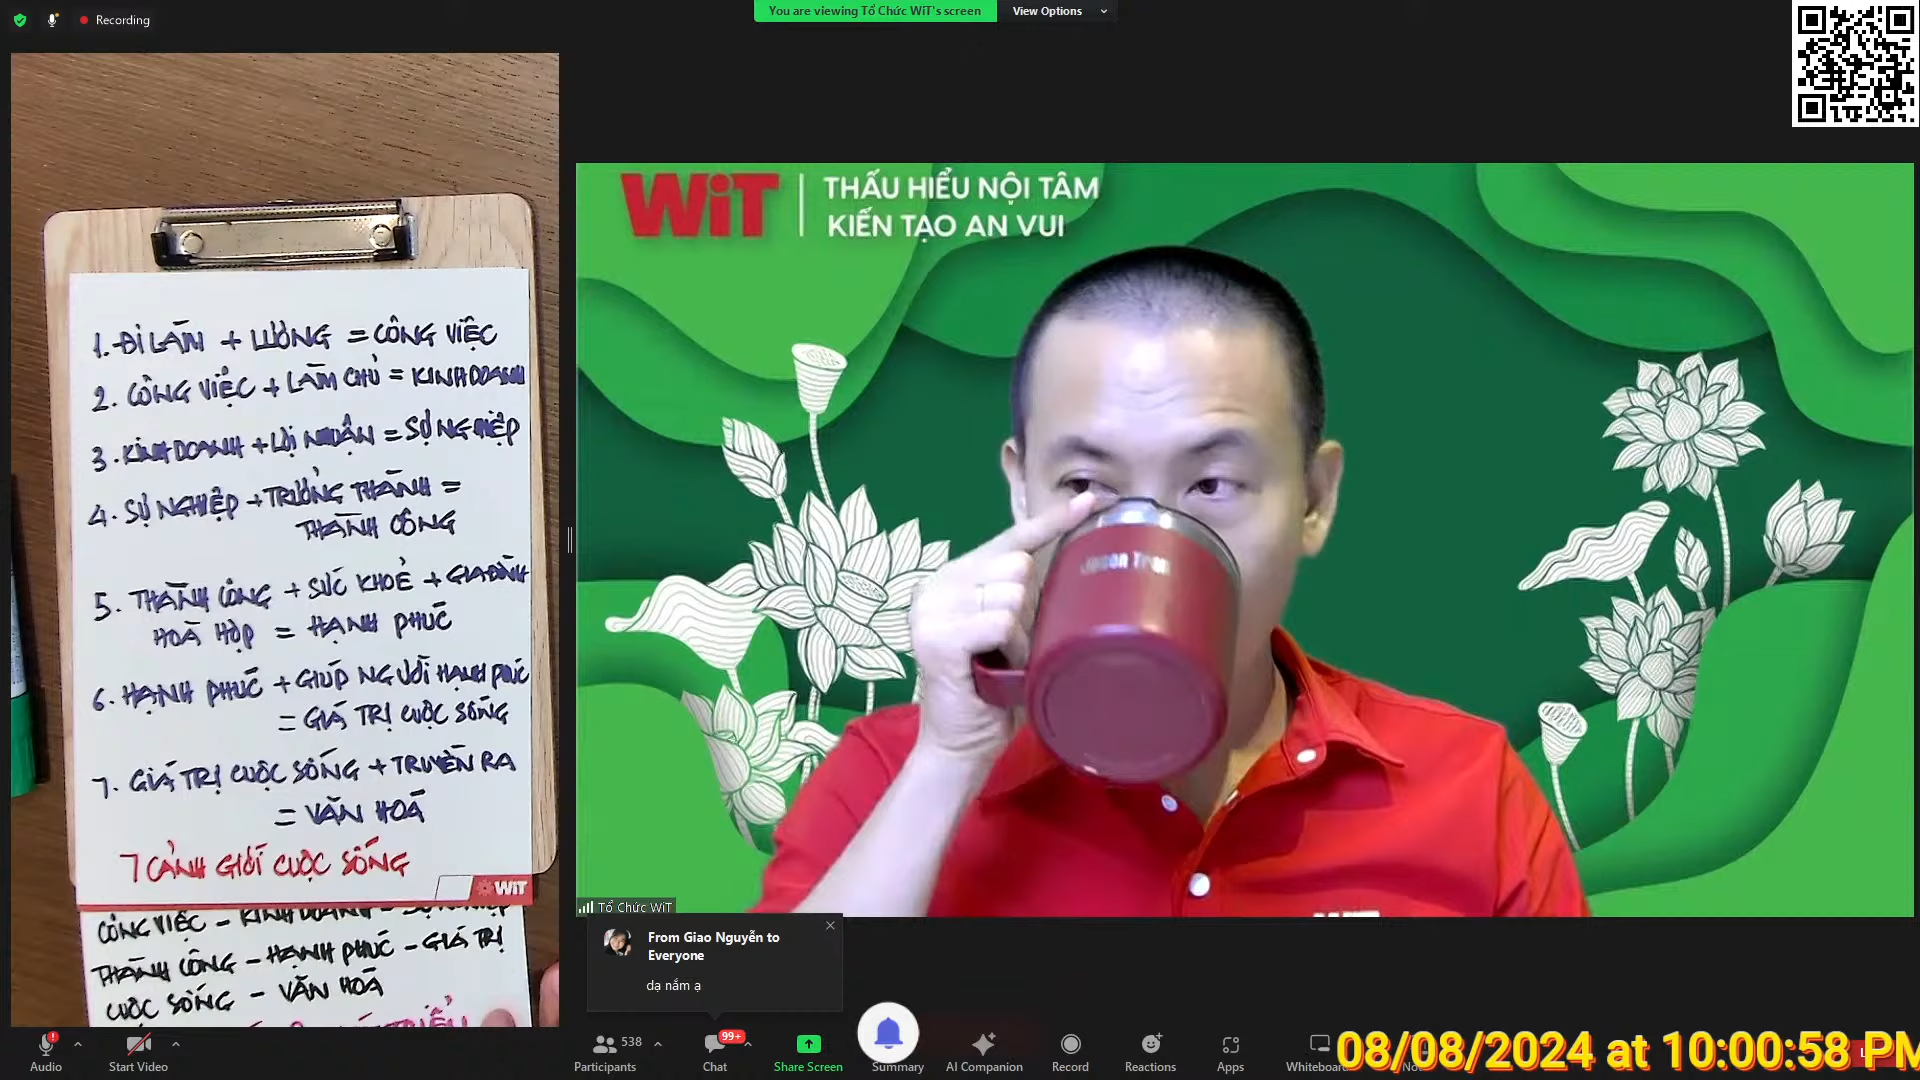 Recording
You are viewing Tổ Chức WiT's screen
View Options
1. ĐI LÀM + LƯƠNG = CÔNG VIỆC
2. CÔNG VIỆC + LÀM CHỦ = KINH DOANH
3. KINH DOANH + LỢI NHUẬN = SỰ NGHIỆP
4. SỰ NGHIỆP + TRƯỞNG THÀNH =
THÀNH CÔNG
5. THÀNH CÔNG + SỨC KHOẺ + GIA ĐÌNH
HOÀ HỢP = HẠNH PHÚC
6. HẠNH PHÚC + GIÚP NGƯỜI HẠNH PHÚC
= GIÁ TRỊ CUỘC SỐNG
7. GIÁ TRỊ CUỘC SỐNG + TRUYỀN RA
= VĂN HOÁ
7 CẢNH GIỚI CUỘC SỐNG
WiT
CÔNG VIỆC - KINH DOANH - SỰ NGHIỆP
THÀNH CÔNG - HẠNH PHÚC - GIÁ TRỊ
CUỘC SỐNG - VĂN HOÁ
WiT
THẤU HIỂU NỘI TÂM
KIẾN TẠO AN VUI
Tổ Chức WiT
From Giao Nguyễn to
Everyone
dạ nắm ạ
Audio
Start Video
538
Participants
99+
Chat
Share Screen
Summary
AI Companion
Record
Reactions
Apps
08/08/2024 at 10:00:58 PM